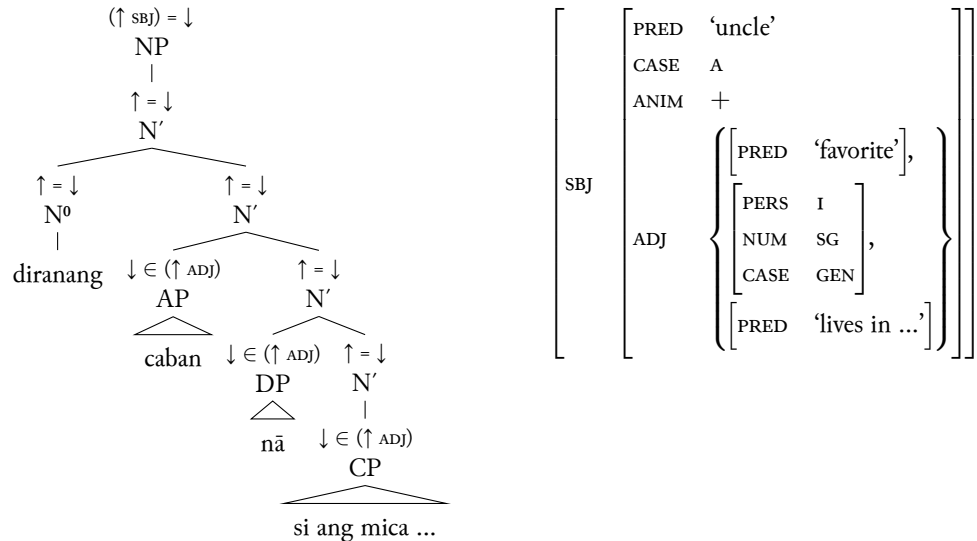 (↑ SBJ) = ↓
NP
↑ = ↓
N′
↑ = ↓ ↑ = ↓
N⁰ N′
diranang ↓ ∈ (↑ ADJ) ↑ = ↓
AP N′
caban ↓ ∈ (↑ ADJ) ↑ = ↓
DP N′
nā ↓ ∈ (↑ ADJ)
CP
si ang mica ...
SBJ
PRED ‘uncle’
CASE A
ANIM +
ADJ
PRED ‘favorite’ ,
PERS I
NUM SG ,
CASE GEN
PRED ‘lives in ...’